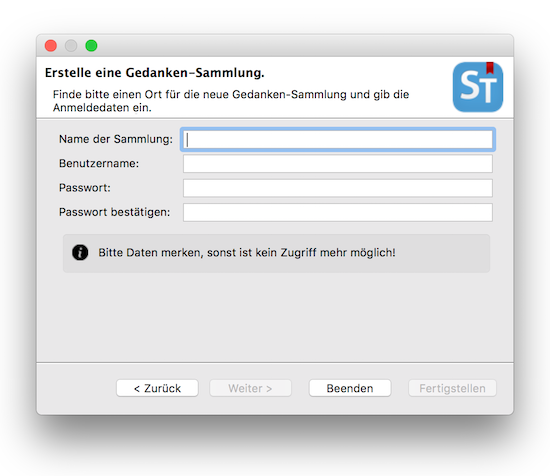 Erstelle eine Gedanken-Sammlung.
Finde bitte einen Ort für die neue Gedanken-Sammlung und gib die
Anmeldedaten ein.
ST
Name der Sammlung:
Benutzername:
Passwort:
Passwort bestätigen:
Bitte Daten merken, sonst ist kein Zugriff mehr möglich!
< Zurück
Weiter >
Beenden
Fertigstellen